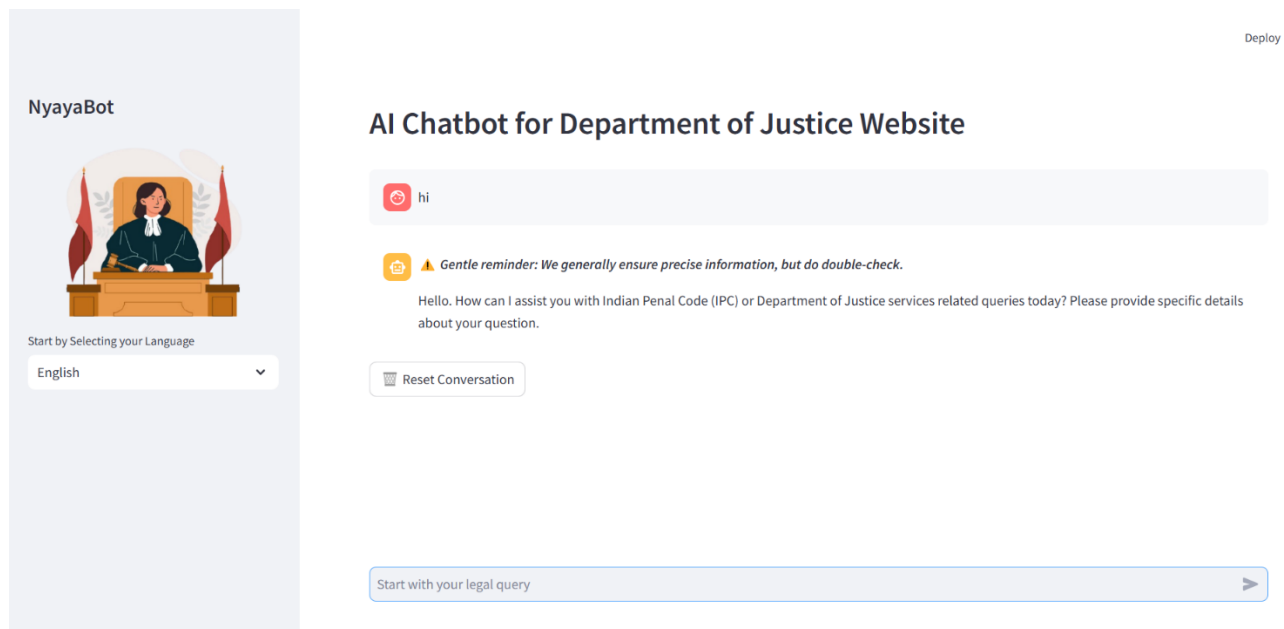 Deploy
NyayaBot
Start by Selecting your Language
English
AI Chatbot for Department of Justice Website
hi
Gentle reminder: We generally ensure precise information, but do double-check.
Hello. How can I assist you with Indian Penal Code (IPC) or Department of Justice services related queries today? Please provide specific details
about your question.
Reset Conversation
Start with your legal query